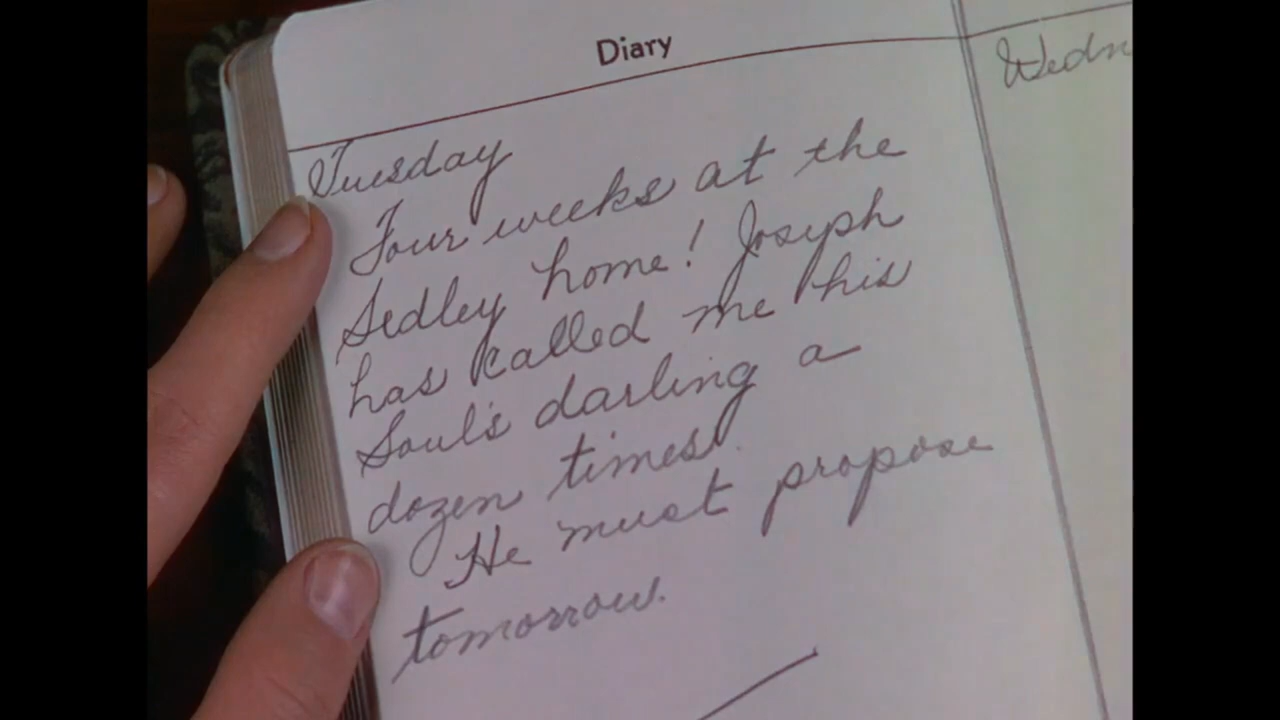 Diary
Tuesday
Four weeks at the
Sedley home! Joseph
has called me his
Soul's darling a
dozen times.
He must propose
tomorrow.
Wedn